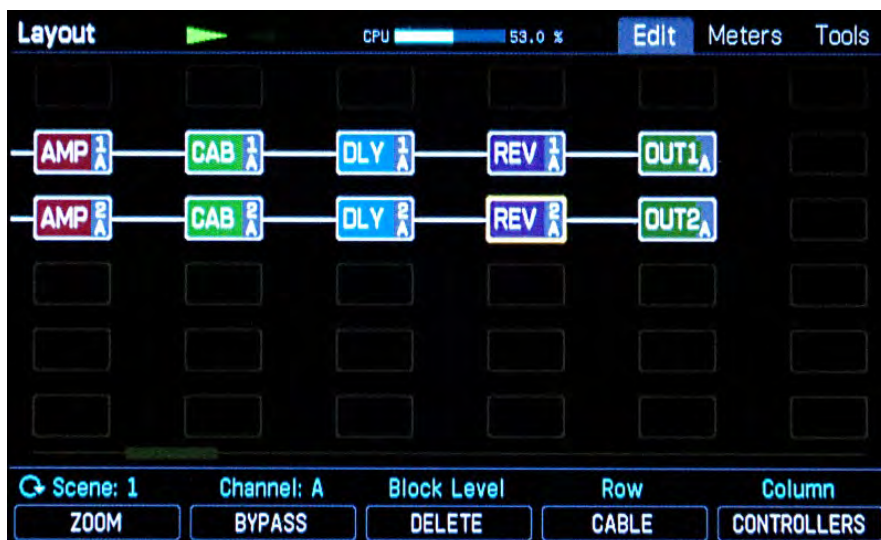 Layout CPU 53.0 % Edit Meters Tools
AMP 1 A CAB 1 A DLY 1 A REV 1 A OUT1 A
AMP 2 A CAB 2 A DLY 2 A REV 2 A OUT2 A
Scene: 1 Channel: A Block Level Row Column
ZOOM BYPASS DELETE CABLE CONTROLLERS